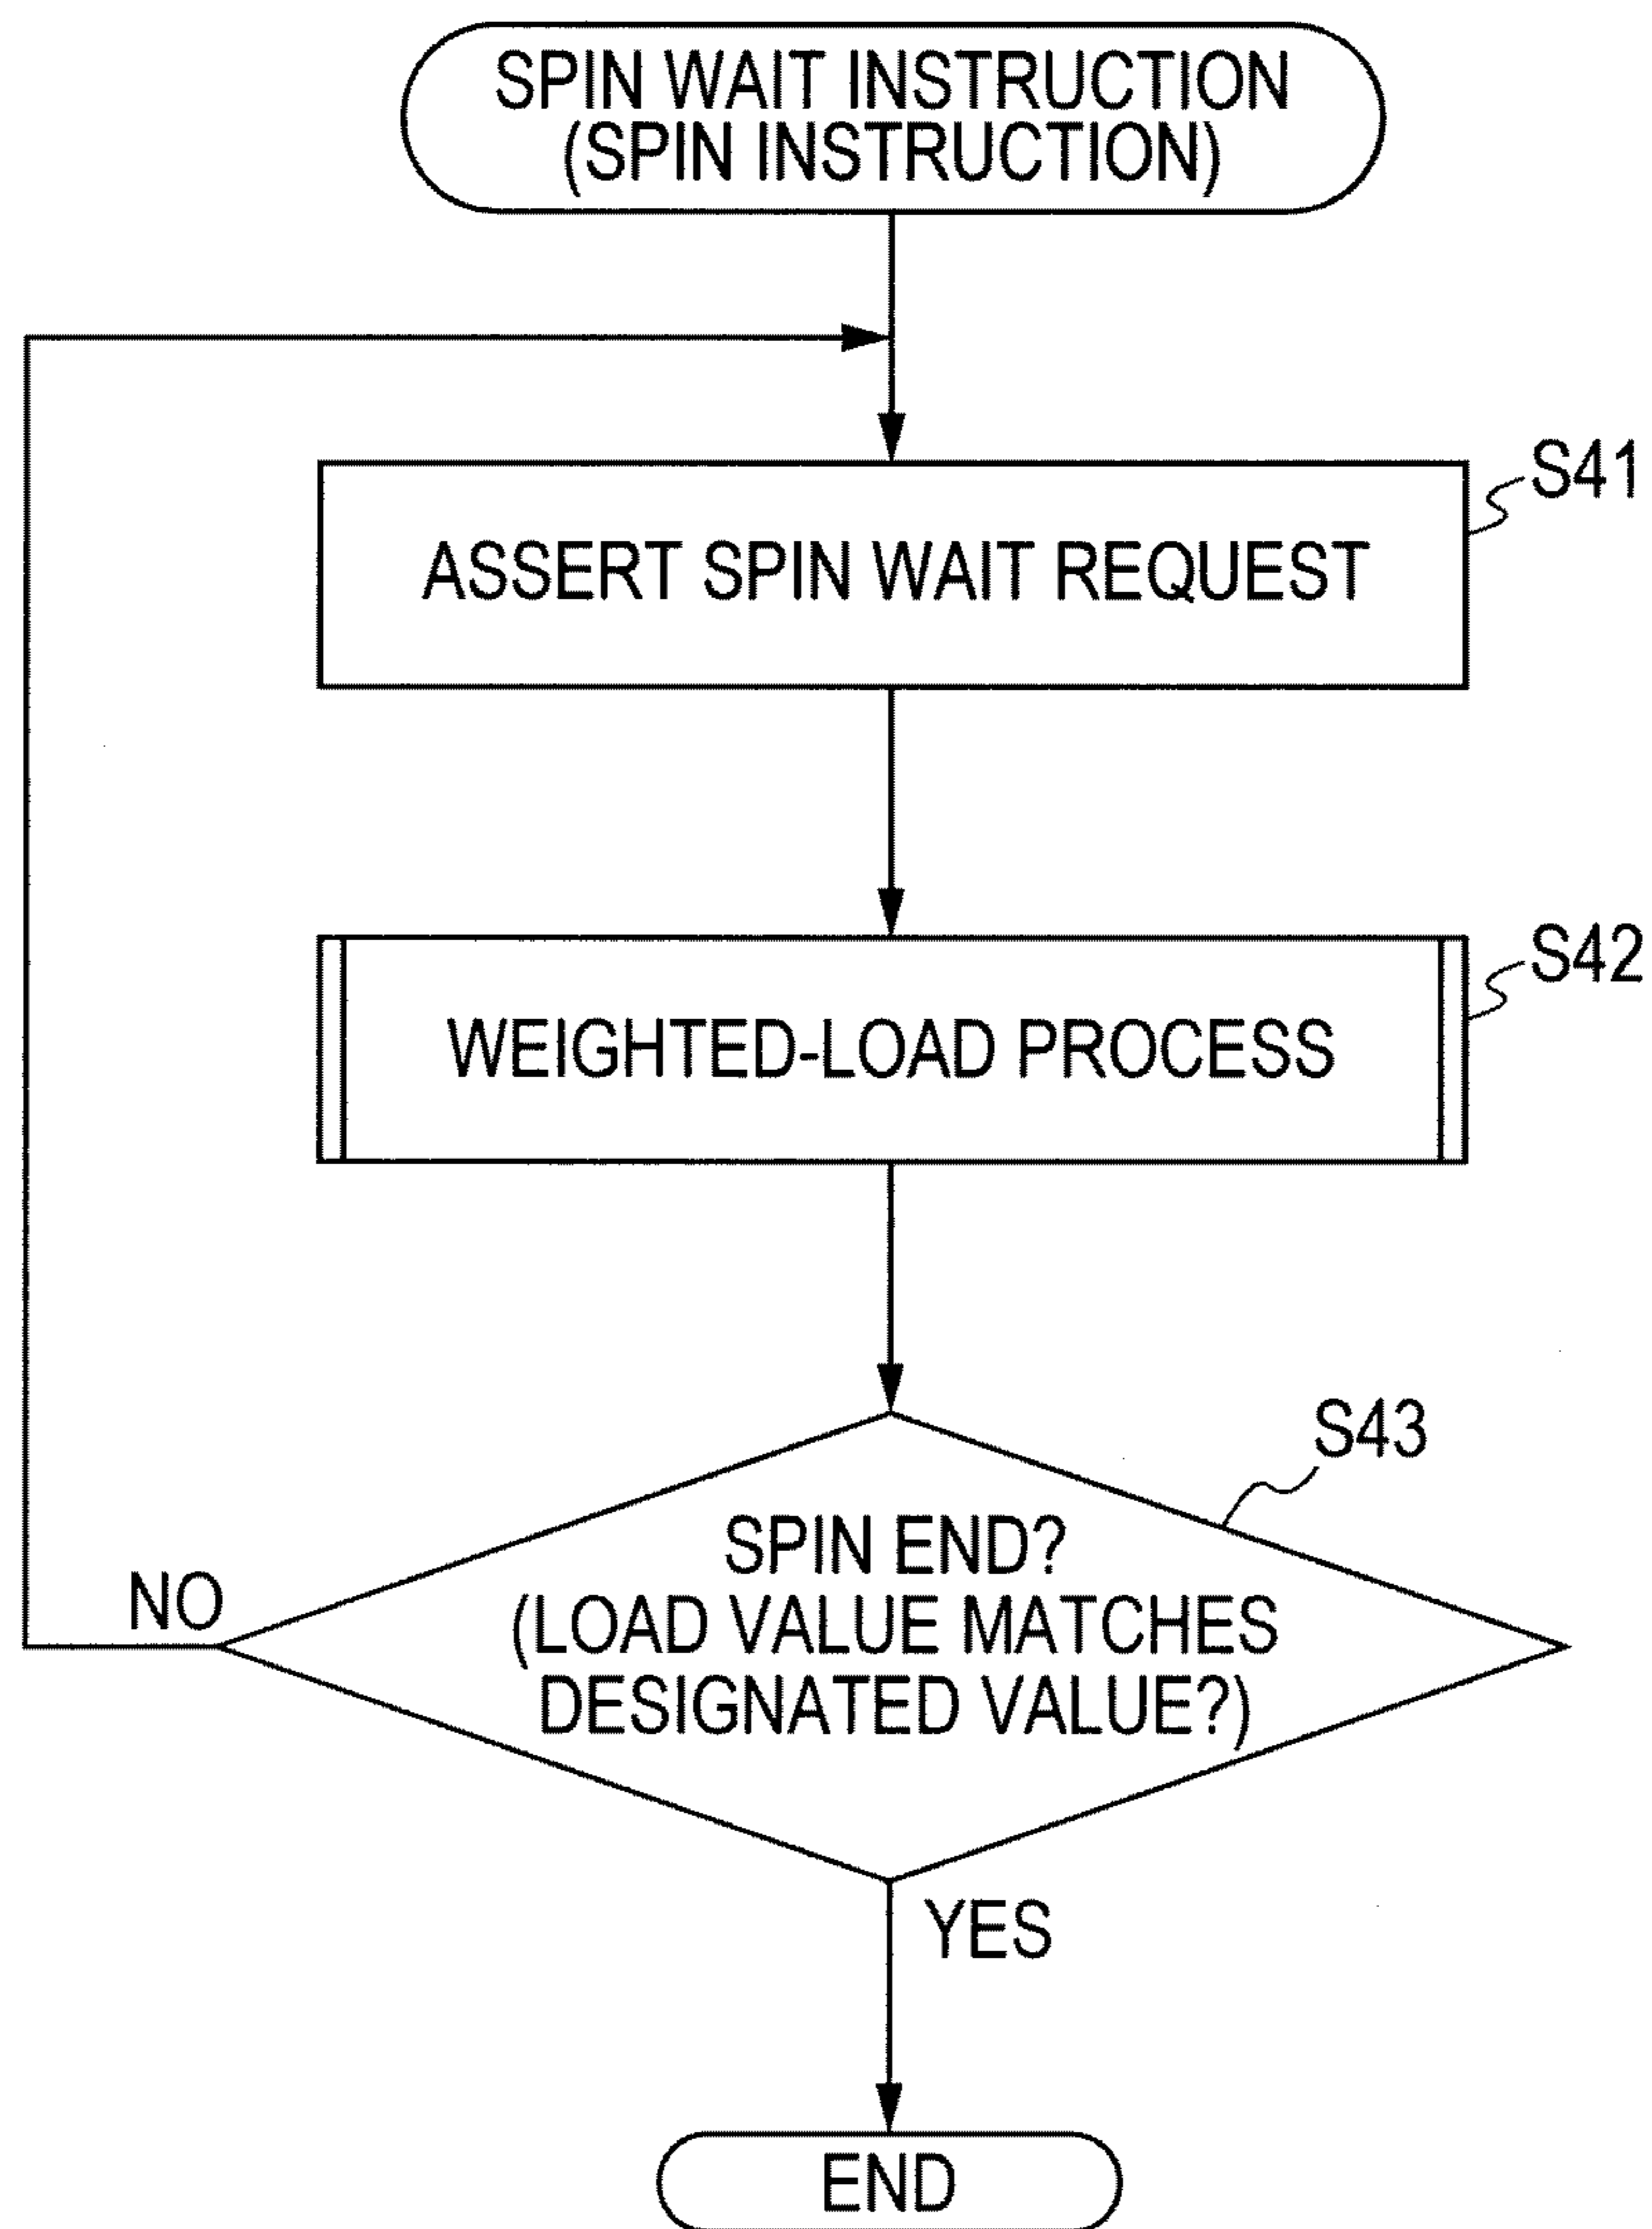 SPIN WAIT INSTRUCTION
(SPIN INSTRUCTION)
S41
ASSERT SPIN WAIT REQUEST
S42
WEIGHTED-LOAD PROCESS
S43
SPIN END?
(LOAD VALUE MATCHES
DESIGNATED VALUE?)
NO
YES
END